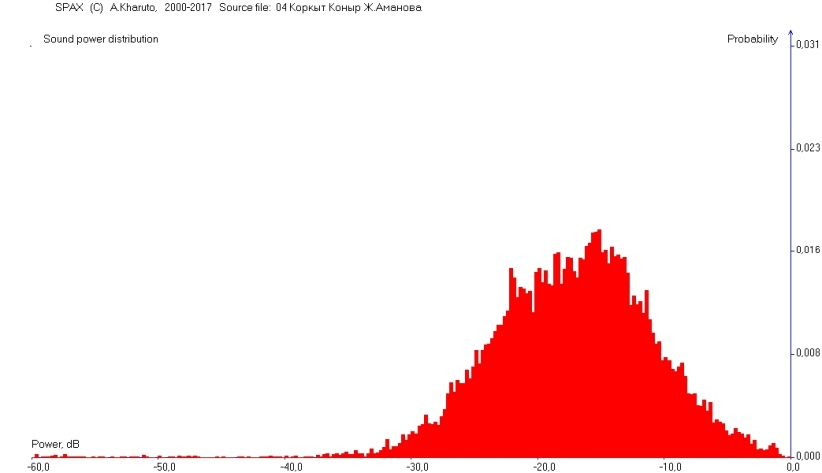 SPAX (C) A.Kharuto, 2000-2017 Source file: 04 Коркыт Коныр Ж.Аманова
Sound power distribution
Probability
0,031
0,023
0,016
0,008
0,000
Power, dB
-60,0 -50,0 -40,0 -30,0 -20,0 -10,0 0,0